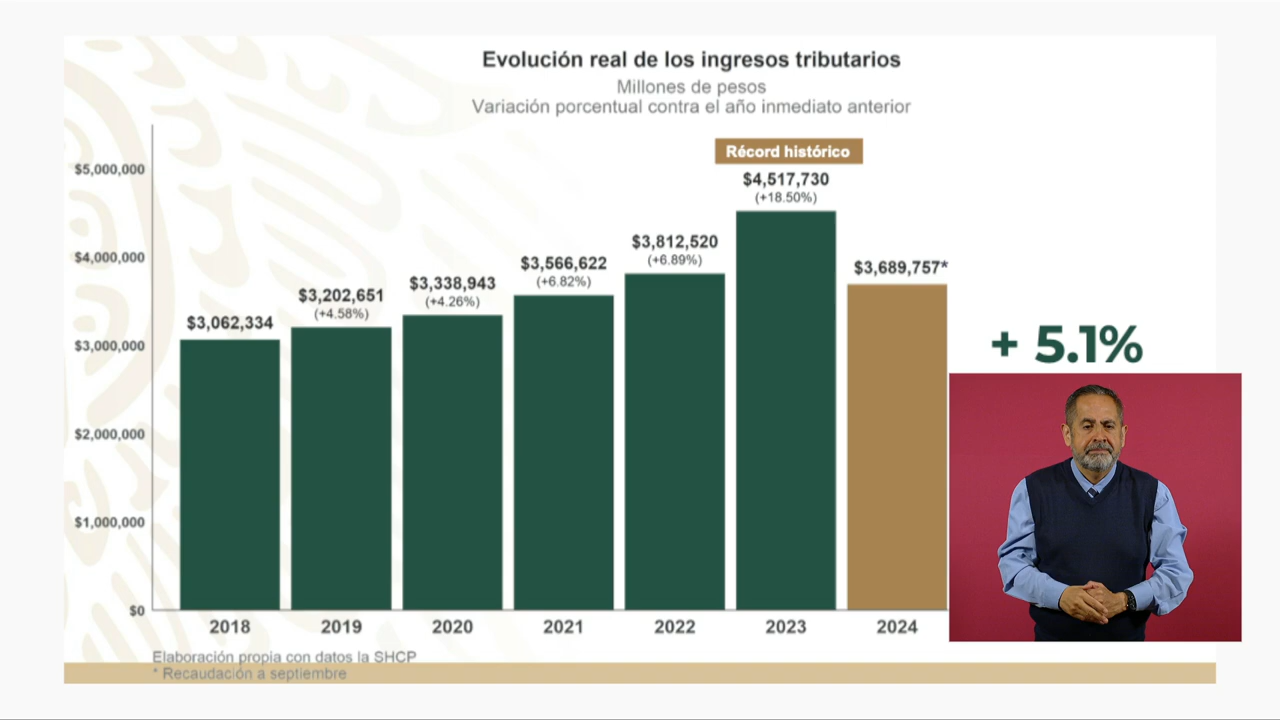 Evolución real de los ingresos tributarios
Millones de pesos
Variación porcentual contra el año inmediato anterior
Récord histórico
$5,000,000
$4,000,000
$3,000,000
$2,000,000
$1,000,000
$0
$3,062,334
$3,202,651
(+4.58%)
$3,338,943
(+4.26%)
$3,566,622
(+6.82%)
$3,812,520
(+6.89%)
$4,517,730
(+18.50%)
$3,689,757*
+ 5.1%
2018 2019 2020 2021 2022 2023 2024
Elaboración propia con datos la SHCP
* Recaudación a septiembre